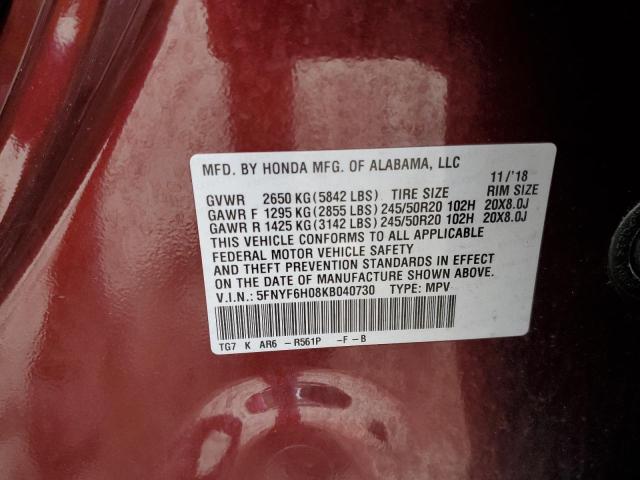 MFD. BY HONDA MFG. OF ALABAMA, LLC 11/'18
GVWR 2650 KG (5842 LBS) TIRE SIZE RIM SIZE
GAWR F 1295 KG (2855 LBS) 245/50R20 102H 20X8.0J
GAWR R 1425 KG (3142 LBS) 245/50R20 102H 20X8.0J
THIS VEHICLE CONFORMS TO ALL APPLICABLE
FEDERAL MOTOR VEHICLE SAFETY
AND THEFT PREVENTION STANDARDS IN EFFECT
ON THE DATE OF MANUFACTURE SHOWN ABOVE.
V.I.N.: 5FNYF6H08KB040730 TYPE: MPV
TG7 K AR6 -R561P -F-B